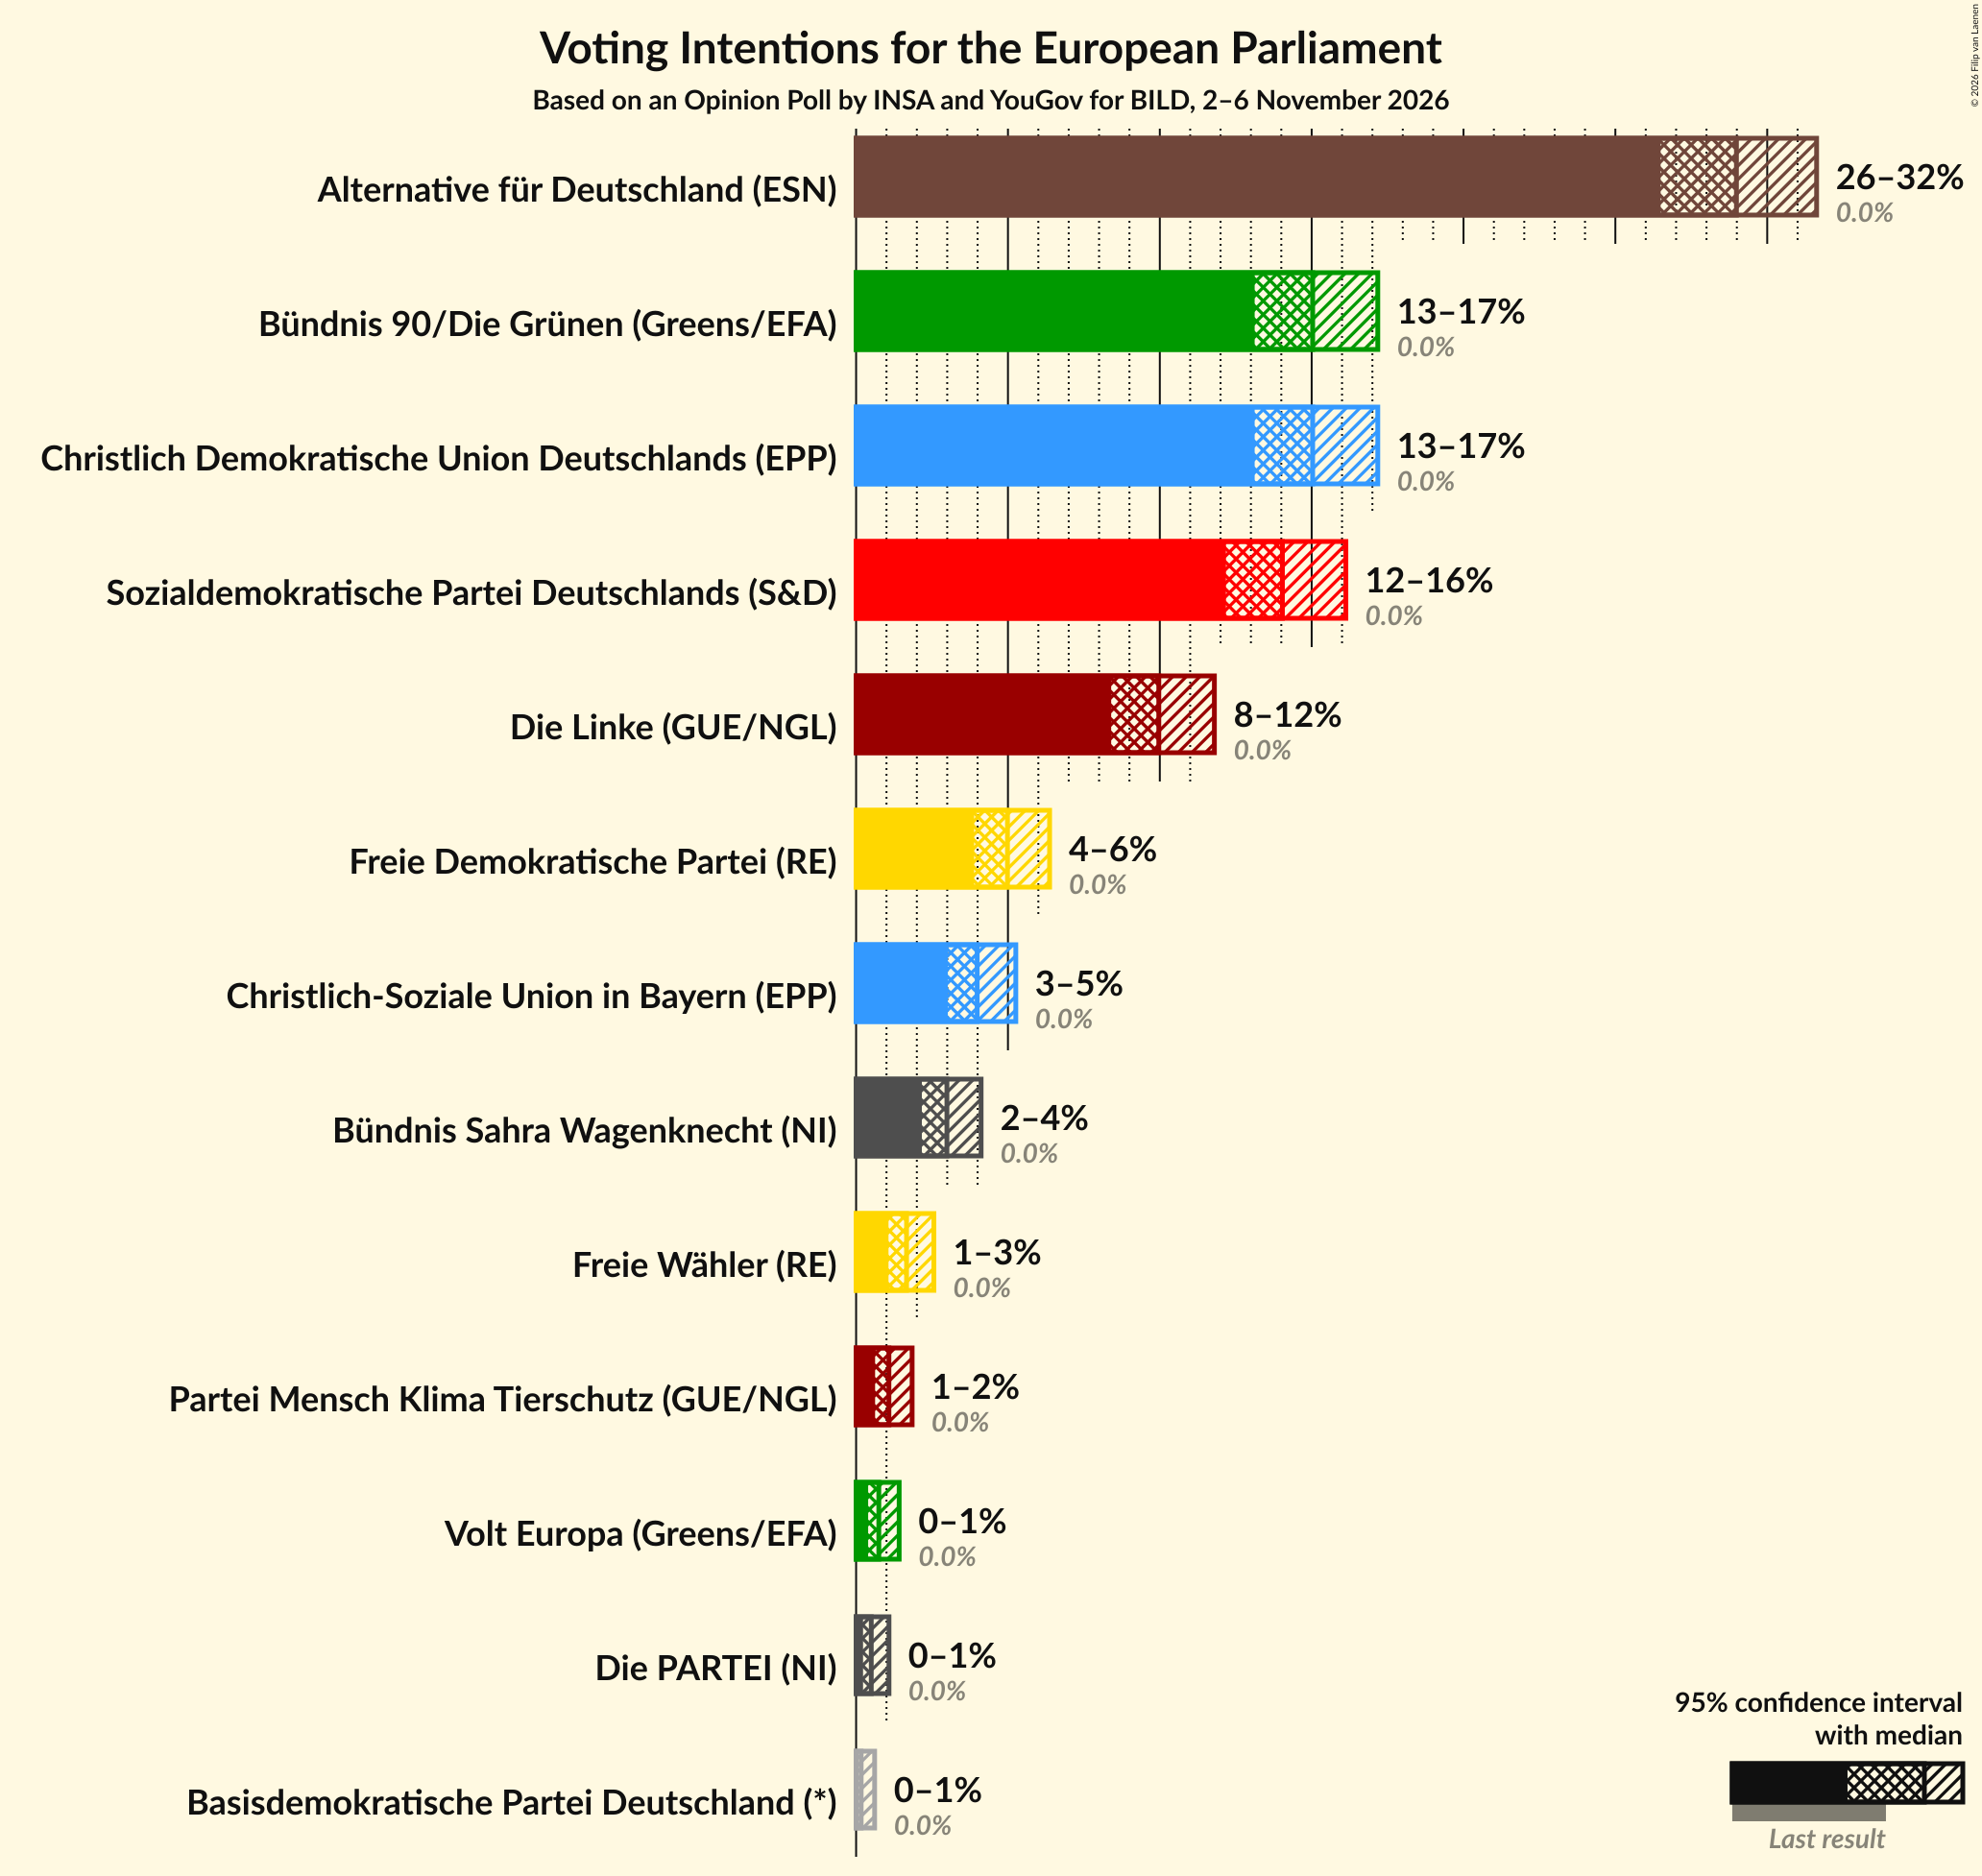 Voting Intentions for the European Parliament
Based on an Opinion Poll by INSA and YouGov for BILD, 2–6 November 2026
© 2026 Filip van Laenen
Alternative für Deutschland (ESN)
26–32%
0.0%
Bündnis 90/Die Grünen (Greens/EFA)
13–17%
0.0%
Christlich Demokratische Union Deutschlands (EPP)
13–17%
0.0%
Sozialdemokratische Partei Deutschlands (S&D)
12–16%
0.0%
Die Linke (GUE/NGL)
8–12%
0.0%
Freie Demokratische Partei (RE)
4–6%
0.0%
Christlich-Soziale Union in Bayern (EPP)
3–5%
0.0%
Bündnis Sahra Wagenknecht (NI)
2–4%
0.0%
Freie Wähler (RE)
1–3%
0.0%
Partei Mensch Klima Tierschutz (GUE/NGL)
1–2%
0.0%
Volt Europa (Greens/EFA)
0–1%
0.0%
Die PARTEI (NI)
0–1%
0.0%
Basisdemokratische Partei Deutschland (*)
0–1%
0.0%
95% confidence interval
with median
Last result